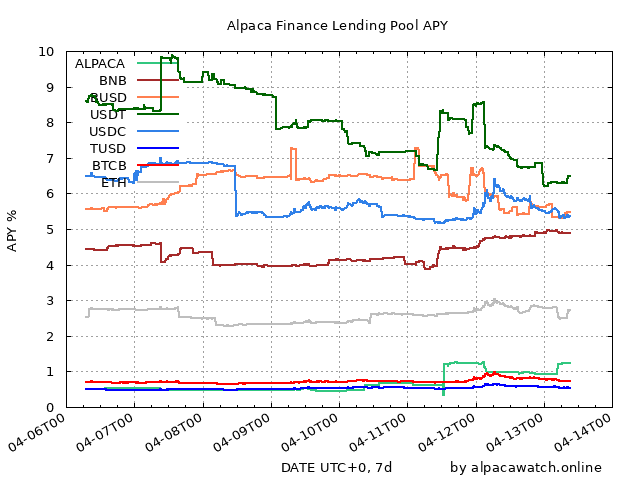 Alpaca Finance Lending Pool APY
10
9
8
7
6
5
4
3
2
1
0
APY %
ALPACA
BNB
BUSD
USDT
USDC
TUSD
BTCB
ETH
04-06T00
04-07T00
04-08T00
04-09T00
04-10T00
04-11T00
04-12T00
04-13T00
04-14T00
DATE UTC+0, 7d
by alpacawatch.online